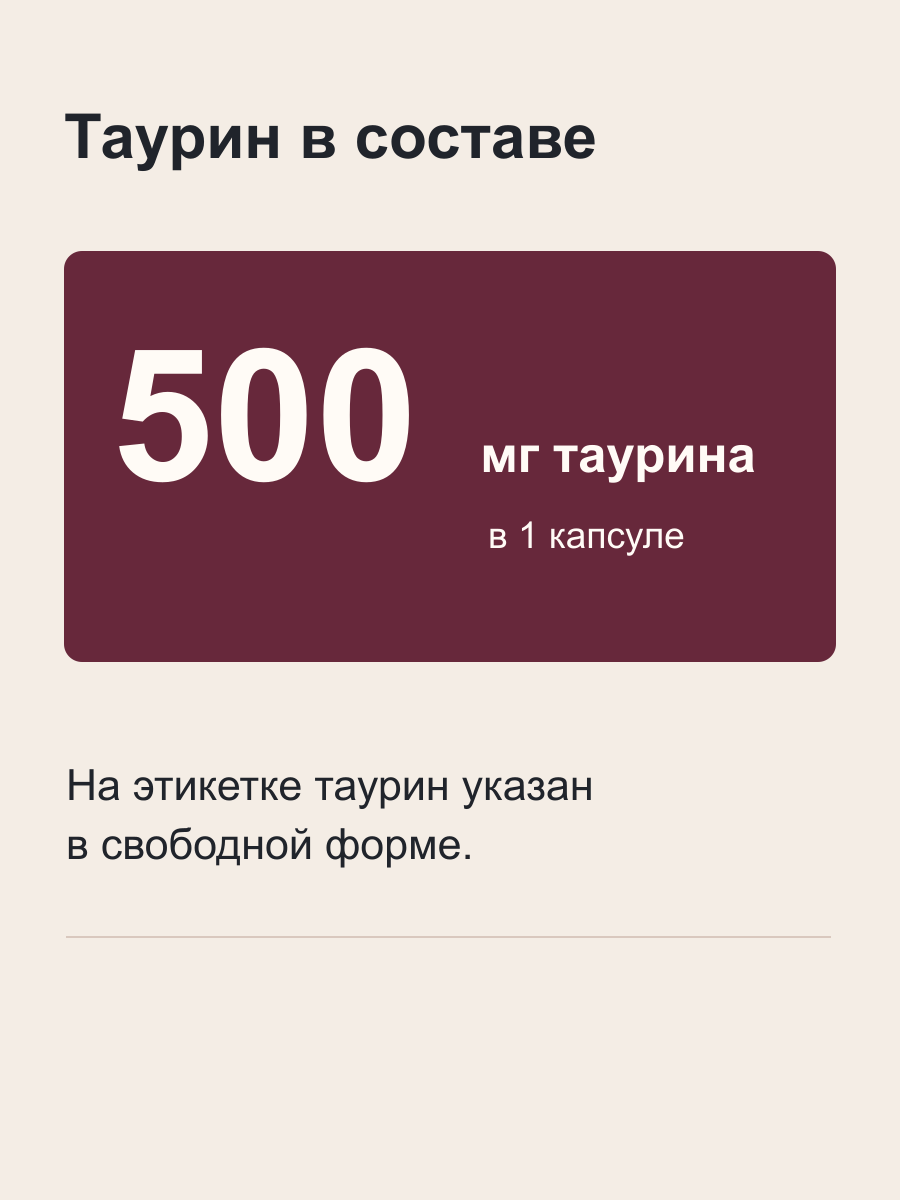 Таурин в составе
500
мг таурина
в 1 капсуле
На этикетке таурин указан
в свободной форме.